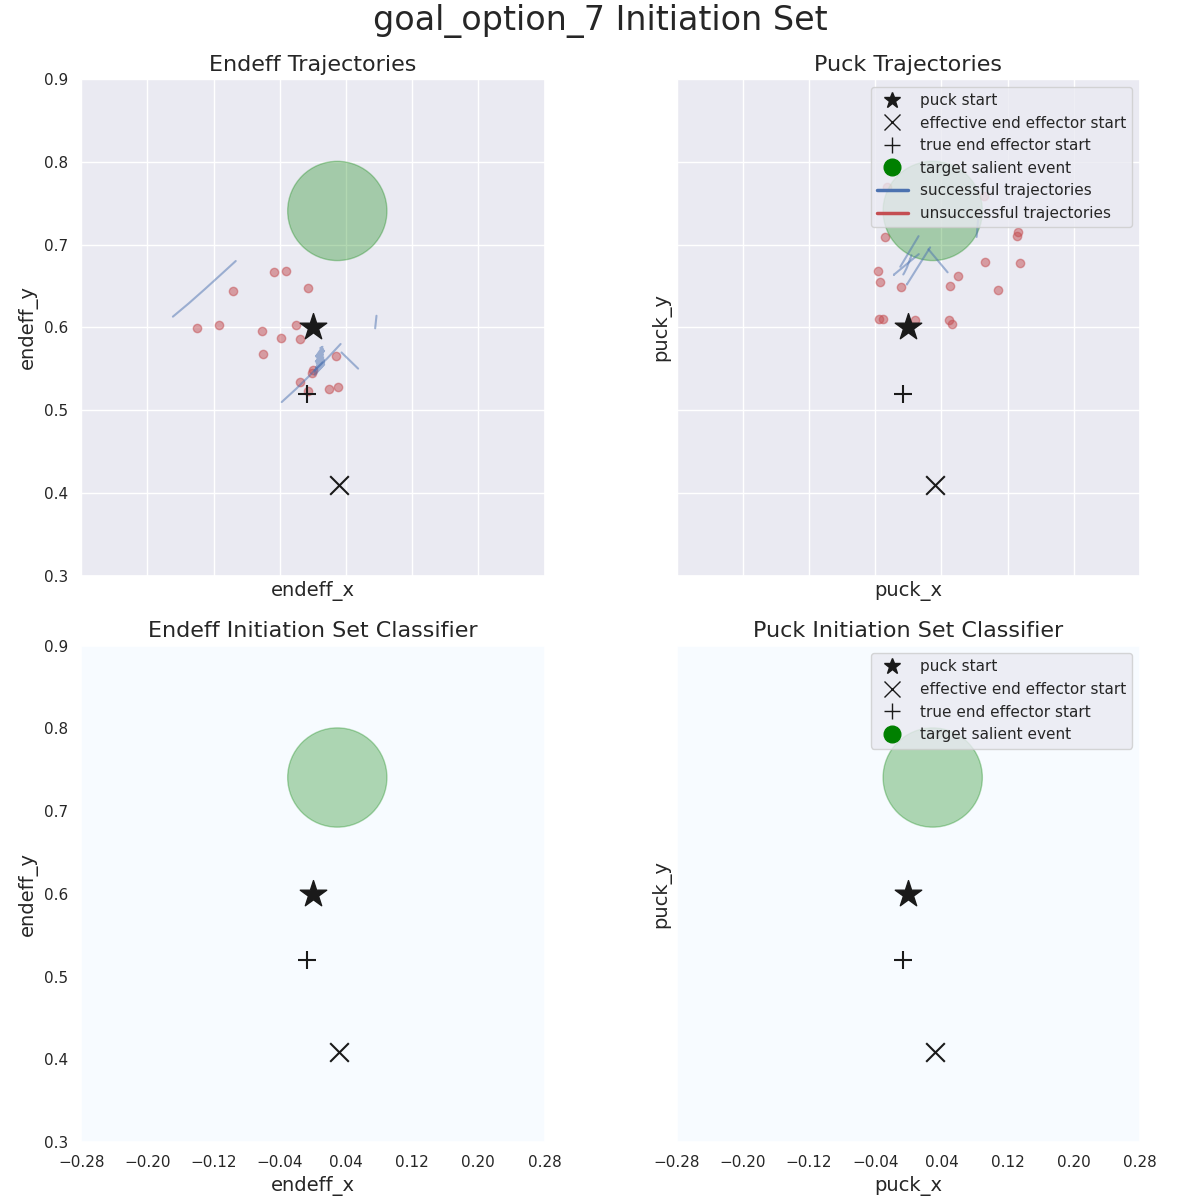 goal_option_7 Initiation Set
Endeff Trajectories
Puck Trajectories
0.9
0.8
0.7
0.6
0.5
0.4
0.3
endeff_y
endeff_x
puck start
effective end effector start
true end effector start
target salient event
successful trajectories
unsuccessful trajectories
puck_y
puck_x
Endeff Initiation Set Classifier
Puck Initiation Set Classifier
0.9
0.8
0.7
0.6
0.5
0.4
0.3
endeff_y
−0.28 −0.20 −0.12 −0.04 0.04 0.12 0.20 0.28
endeff_x
puck start
effective end effector start
true end effector start
target salient event
puck_y
−0.28 −0.20 −0.12 −0.04 0.04 0.12 0.20 0.28
puck_x